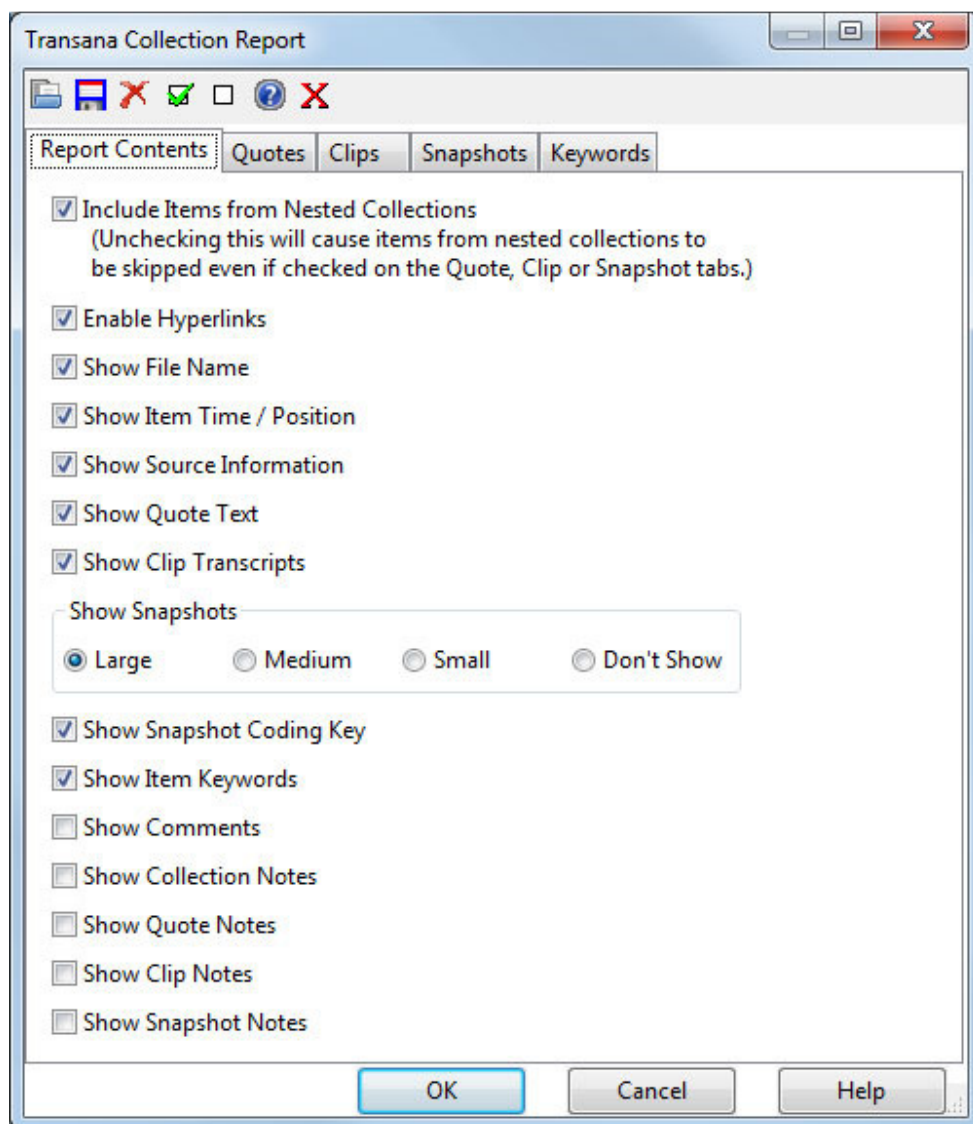 Transana Collection Report
Report Contents Quotes Clips Snapshots Keywords
Include Items from Nested Collections
(Unchecking this will cause items from nested collections to
be skipped even if checked on the Quote, Clip or Snapshot tabs.)
Enable Hyperlinks
Show File Name
Show Item Time / Position
Show Source Information
Show Quote Text
Show Clip Transcripts
Show Snapshots
Large Medium Small Don't Show
Show Snapshot Coding Key
Show Item Keywords
Show Comments
Show Collection Notes
Show Quote Notes
Show Clip Notes
Show Snapshot Notes
OK Cancel Help